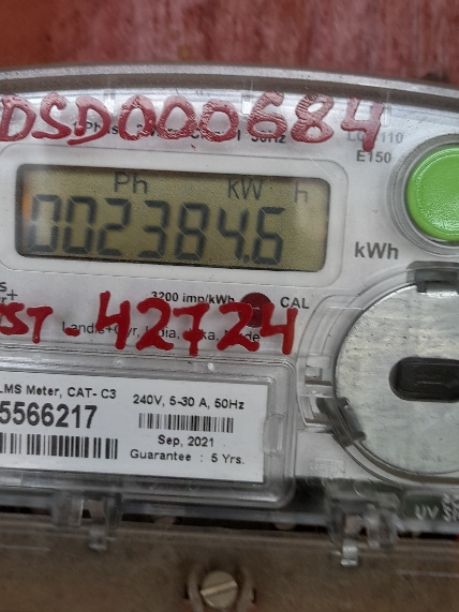 DSD000684
E150
Ph kW h
002384.6
kWh
3200 imp/kWh CAL
ST-42724
LMS Meter, CAT- C3
5566217
240V, 5-30 A, 50Hz
Sep, 2021
Guarantee : 5 Yrs.
UV